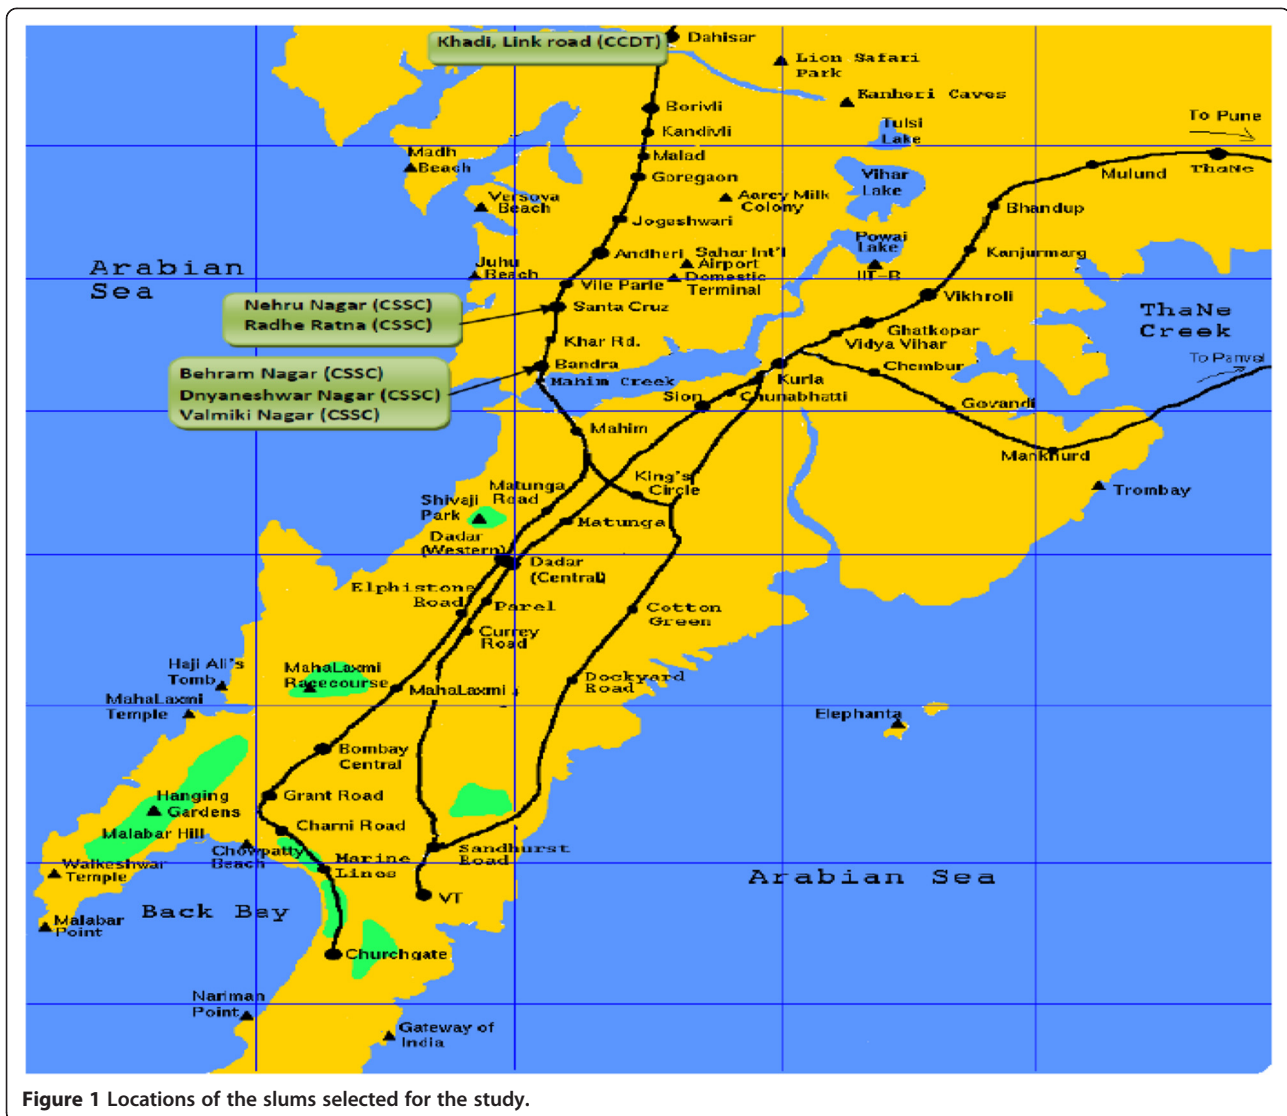 Khadi, Link road (CCDT)
Dahisar
Lion Safari
Park
Kanheri Caves
Borivli
Tulsi
Lake
To Pune
Kandivli
Madh
Beach
Malad
Goregaon
Vihar
Lake
Mulund
ThaNe
Versova
Beach
Aarey Milk
Colony
Bhandup
Jogeshwari
Powai
Lake
Kanjurmarg
Arabian
Sea
Juhu
Beach
Andheri
Sahar Int'l
Airport
Domestic
Terminal
IIT-B
Vile Parle
Vikhroli
ThaNe
Creek
Nehru Nagar (CSSC)
Radhe Ratna (CSSC)
Santa Cruz
Ghatkopar
Vidya Vihar
Khar Rd.
To Panvel
Behram Nagar (CSSC)
Dnyaneshwar Nagar (CSSC)
Valmiki Nagar (CSSC)
Bandra
Mahim Creek
Kurla
Chembur
Sion
Chunabhatti
Govandi
Mahim
Mankhurd
King's
Circle
Trombay
Matunga
Road
Shivaji
Park
Matunga
Dadar
(Western)
Dadar
(Central)
Elphistone
Road
Parel
Cotton
Green
Currey
Road
Haji Ali's
Tomb
MahaLaxmi
Racecourse
MahaLaxmi
Dockyard
Road
MahaLaxmi
Temple
Elephanta
Bombay
Central
Hanging
Gardens
Grant Road
Malabar Hill
Charni Road
Chowpatty
Beach
Marine
Lines
Sandhurst
Road
Walkeshwar
Temple
Arabian Sea
VT
Back Bay
Malabar
Point
Churchgate
Nariman
Point
Gateway of
India
Figure 1 Locations of the slums selected for the study.